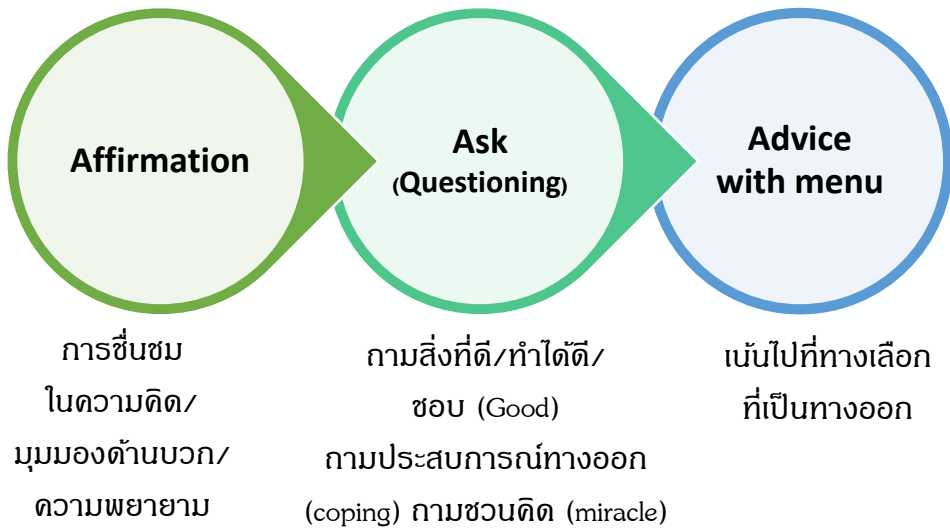 Affirmation
Ask
(Questioning)
Advice
with menu
การชื่นชม
ในความคิด/
มุมมองด้านบวก/
ความพยายาม
ถามสิ่งที่ดี/ทำได้ดี/
ชอบ (Good)
ถามประสบการณ์ทางออก
(coping) ถามชวนคิด (miracle)
เน้นไปที่ทางเลือก
ที่เป็นทางออก